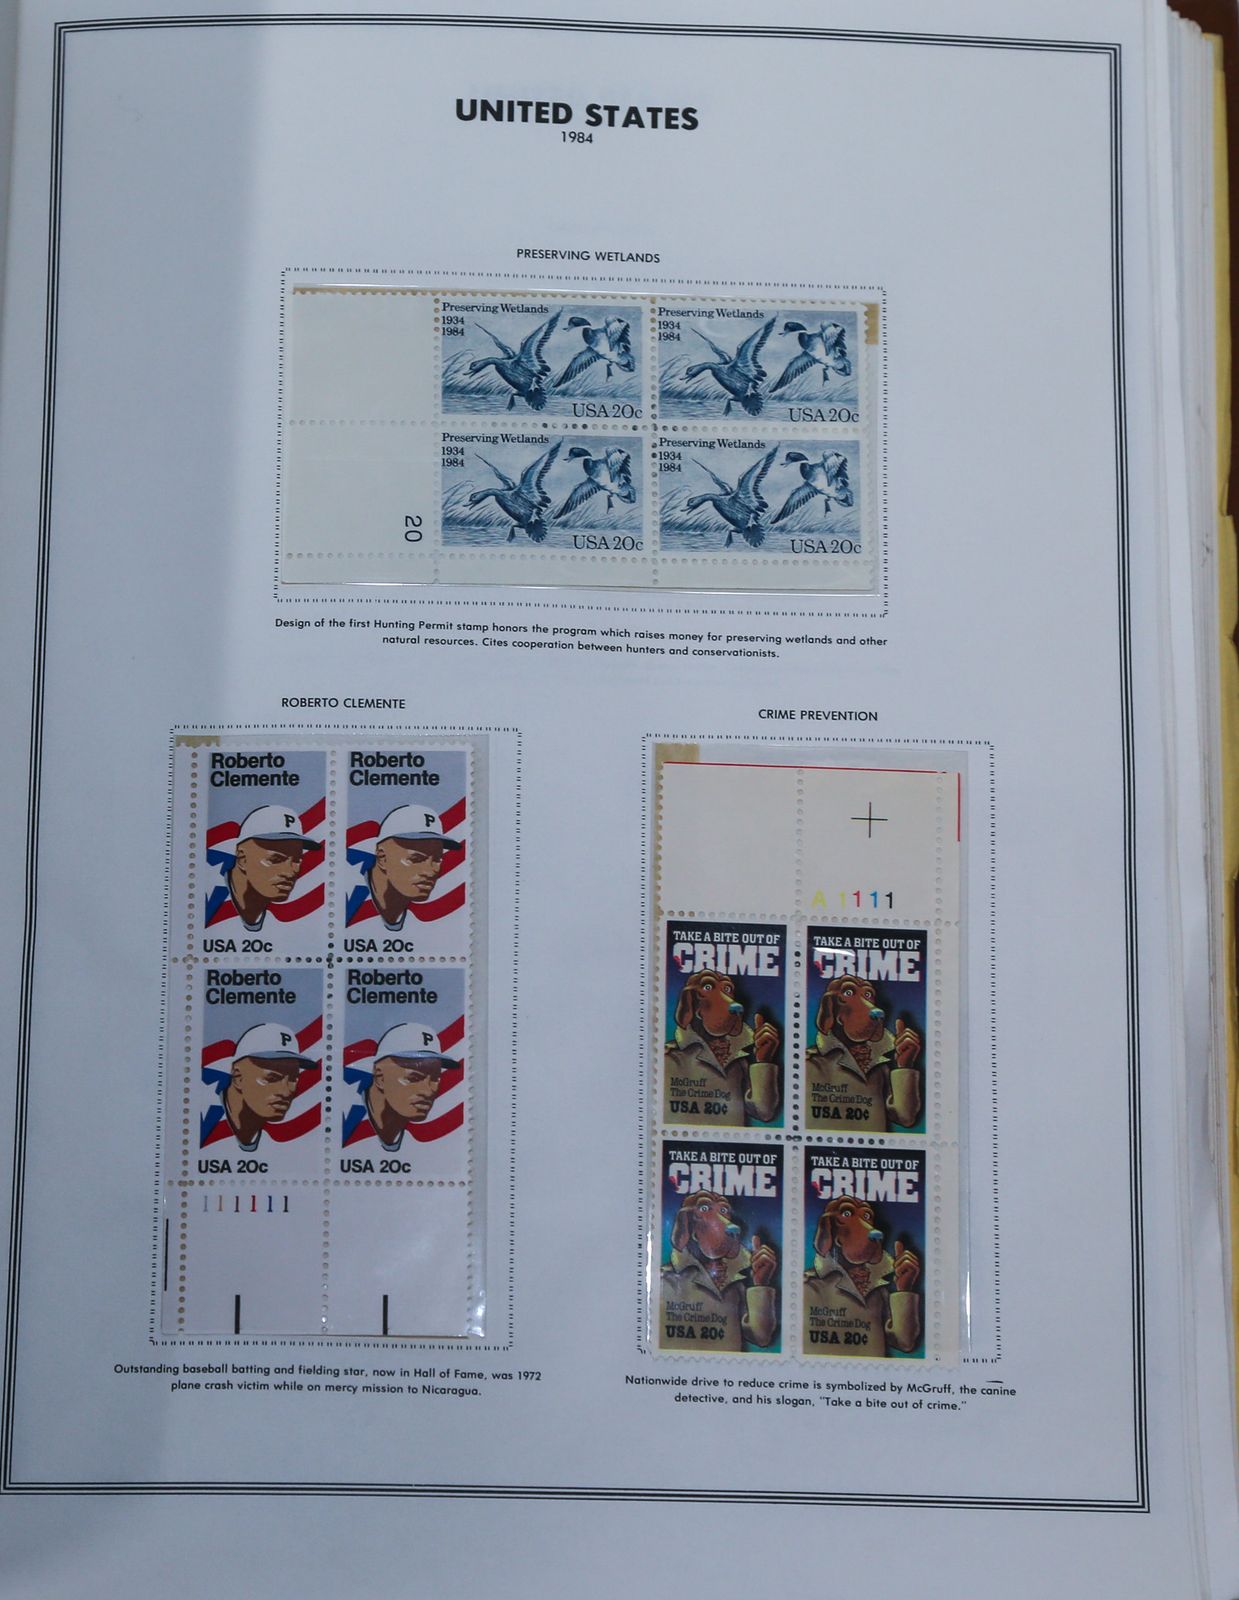 UNITED STATES
1984
PRESERVING WETLANDS
Preserving Wetlands
1934
1984
USA 20c
Preserving Wetlands
1934
1984
USA 20c
Preserving Wetlands
1934
1984
USA 20c
Preserving Wetlands
1934
1984
USA 20c
20
Design of the first Hunting Permit stamp honors the program which raises money for preserving wetlands and other
natural resources. Cites cooperation between hunters and conservationists.
ROBERTO CLEMENTE
Roberto
Clemente
P
USA 20c
Roberto
Clemente
P
USA 20c
Roberto
Clemente
P
USA 20c
Roberto
Clemente
P
USA 20c
111111
Outstanding baseball batting and fielding star, now in Hall of Fame, was 1972
plane crash victim while on mercy mission to Nicaragua.
CRIME PREVENTION
A1111
TAKE A BITE OUT OF
CRIME
McGruff
The Crime Dog
USA 20¢
TAKE A BITE OUT OF
CRIME
McGruff
The Crime Dog
USA 20¢
TAKE A BITE OUT OF
CRIME
McGruff
The Crime Dog
USA 20¢
TAKE A BITE OUT OF
CRIME
McGruff
The Crime Dog
USA 20¢
Nationwide drive to reduce crime is symbolized by McGruff, the canine
detective, and his slogan, "Take a bite out of crime."